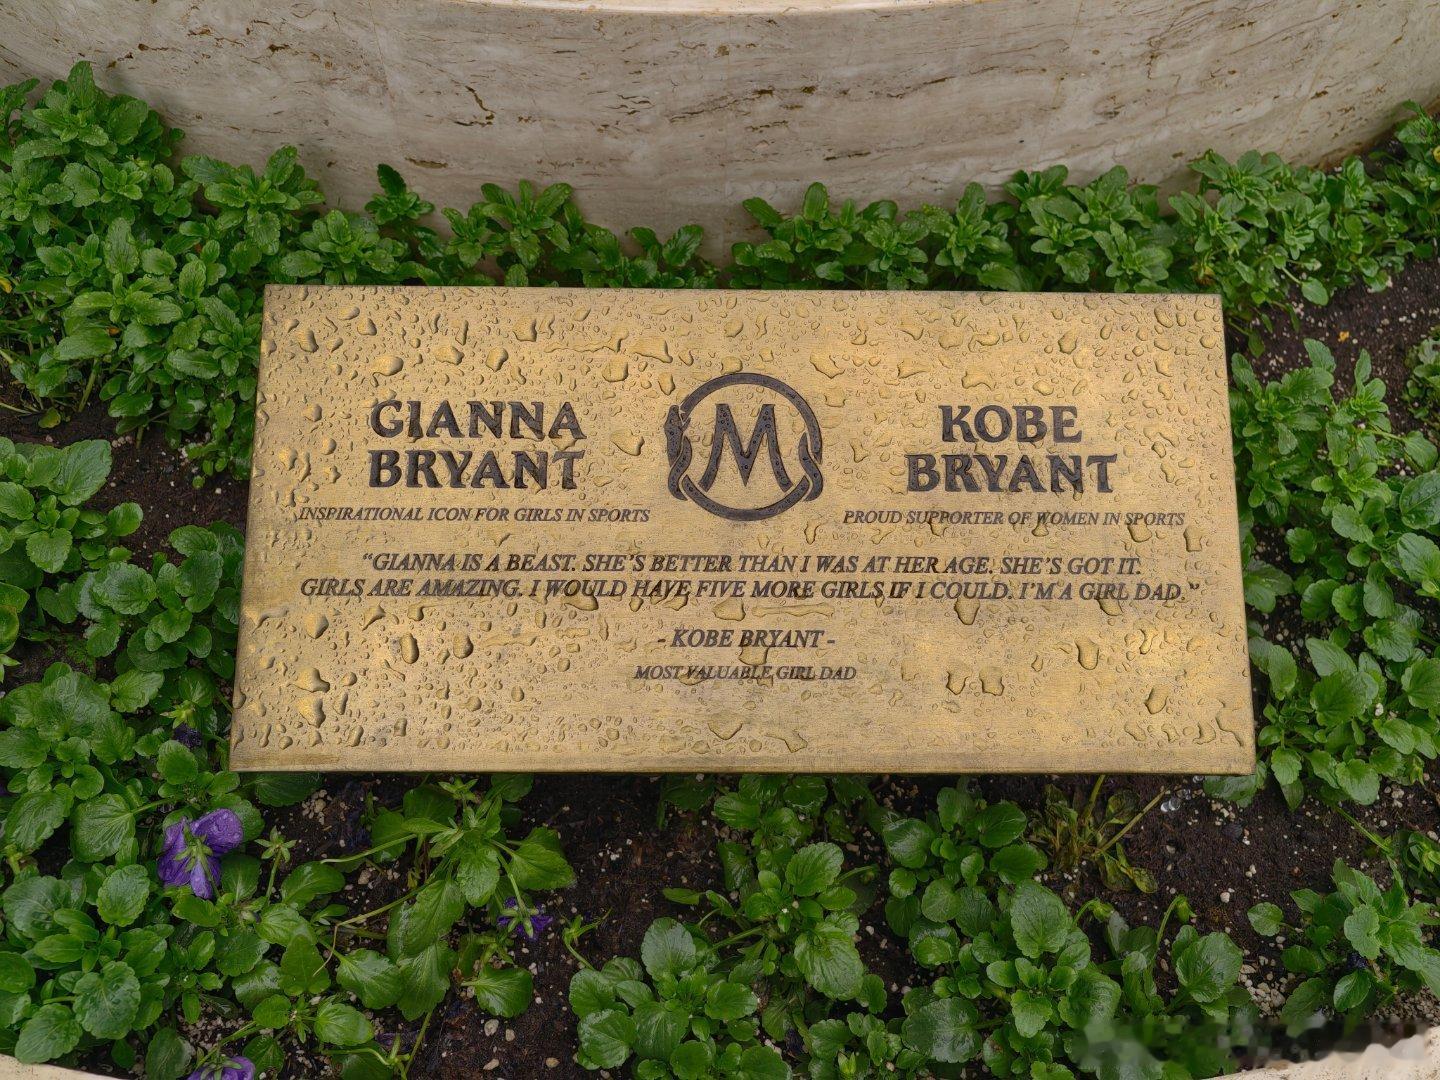 GIANNA
BRYANT
INSPIRATIONAL ICON FOR GIRLS IN SPORTS
M
KOBE
BRYANT
PROUD SUPPORTER OF WOMEN IN SPORTS
“GIANNA IS A BEAST. SHE’S BETTER THAN I WAS AT HER AGE. SHE’S GOT IT.
GIRLS ARE AMAZING. I WOULD HAVE FIVE MORE GIRLS IF I COULD. I’M A GIRL DAD.”
- KOBE BRYANT -
MOST VALUABLE GIRL DAD